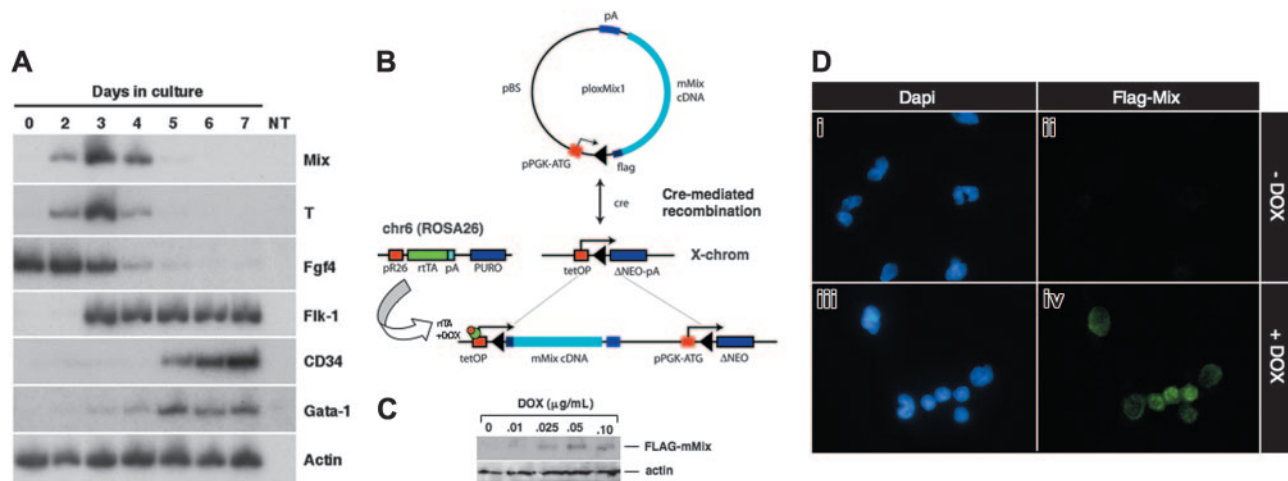 A
Days in culture
0 2 3 4 5 6 7 NT
Mix
T
Fgf4
Flk-1
CD34
Gata-1
Actin
B
pA
pBS
ploxMix1
mMix
cDNA
pPGK-ATG
flag
cre
Cre-mediated
recombination
chr6 (ROSA26)
pR26
rtTA
pA
PURO
tetOP
ΔNEO-pA
X-chrom
rtTA
+DOX
tetOP
mMix cDNA
pPGK-ATG
ΔNEO
C
DOX (µg/mL)
0 .01 .025 .05 .10
FLAG-mMix
actin
D
Dapi
Flag-Mix
i
ii
- DOX
iii
iv
+ DOX